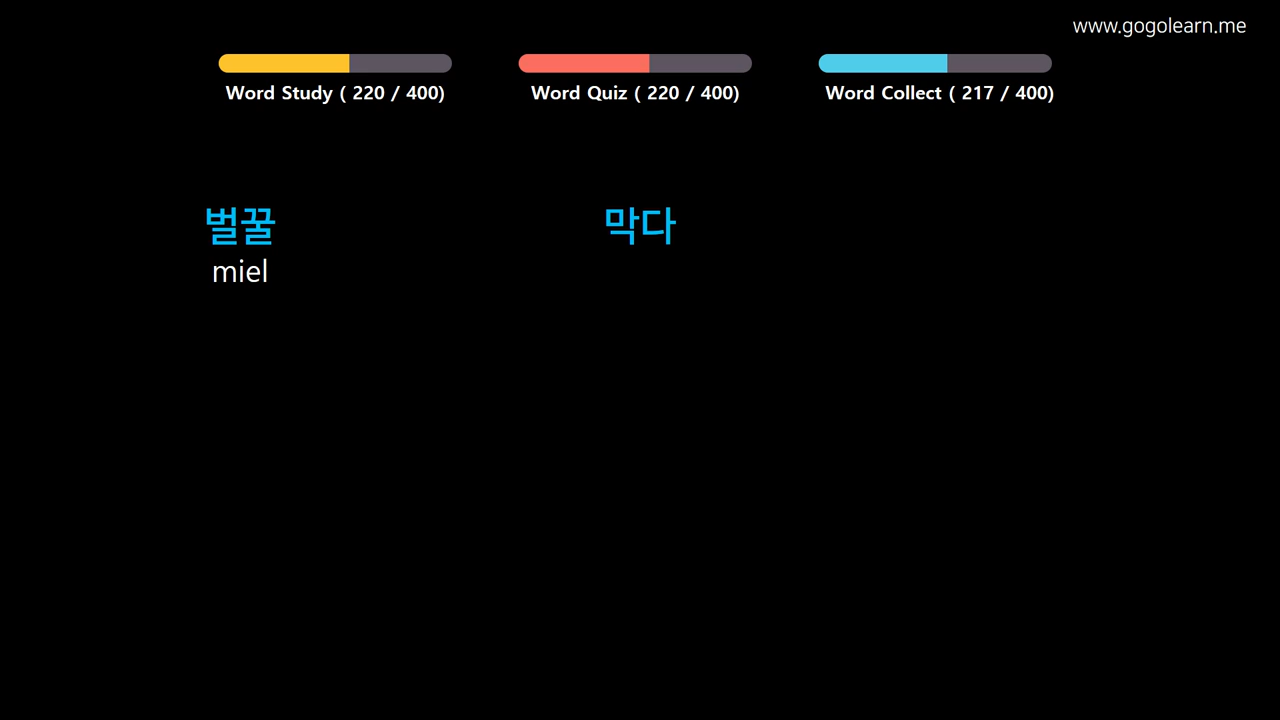 www.gogolearn.me
Word Study ( 220 / 400)
Word Quiz ( 220 / 400)
Word Collect ( 217 / 400)
벌꿀
miel
막다